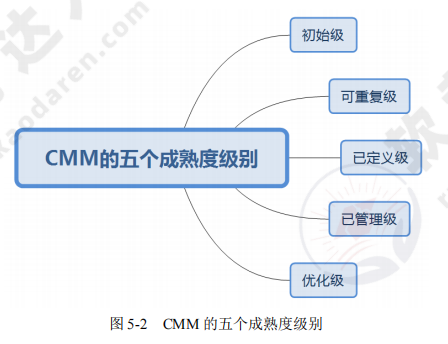 初始级
可重复级
CMM的五个成熟度级别
已定义级
已管理级
优化级
图 5-2 CMM 的五个成熟度级别
kaodaren.com